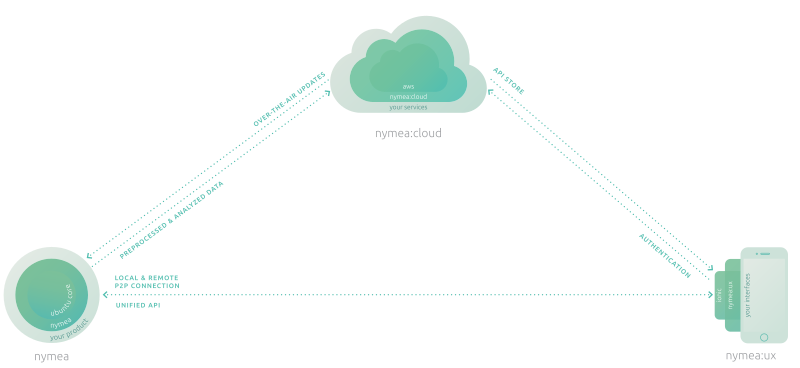 aws
nymea:cloud
your services
nymea:cloud
OVER-THE-AIR UPDATES
API STORE
PREPROCESSED & ANALYZED DATA
AUTHENTICATION
LOCAL & REMOTE
P2P CONNECTION
UNIFIED API
ubuntu core
nymea
your product
nymea
ionic
nymea:ux
your interfaces
nymea:ux